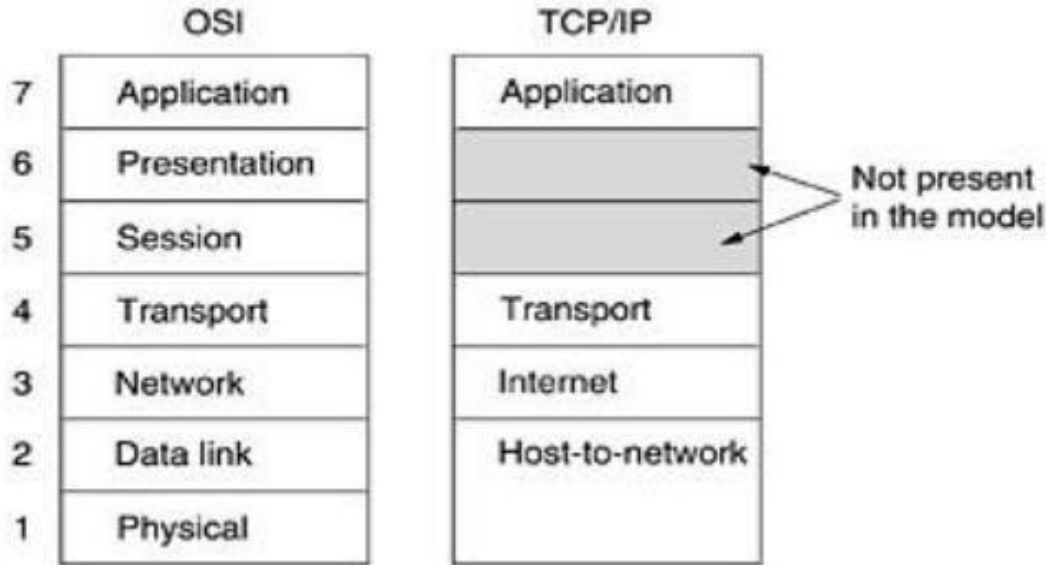 OSI TCP/IP
7 Application Application
6 Presentation
Not present
in the model
5 Session
4 Transport Transport
3 Network Internet
2 Data link Host-to-network
1 Physical